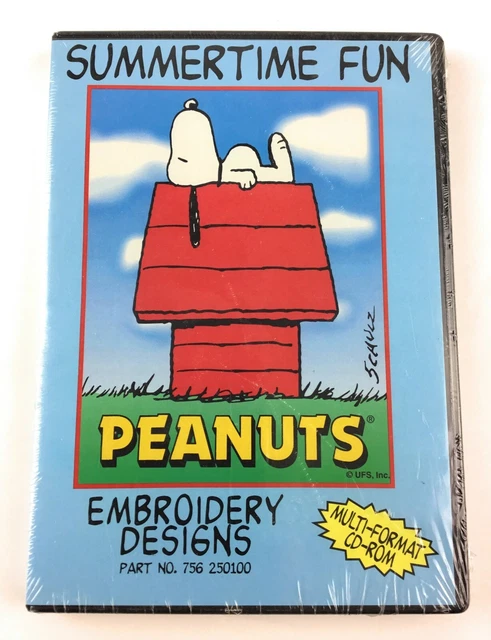 SUMMERTIME FUN
SCHULZ
PEANUTS®
© UFS, Inc.
EMBROIDERY
DESIGNS
PART NO. 756 250100
MULTI-FORMAT
CD-ROM